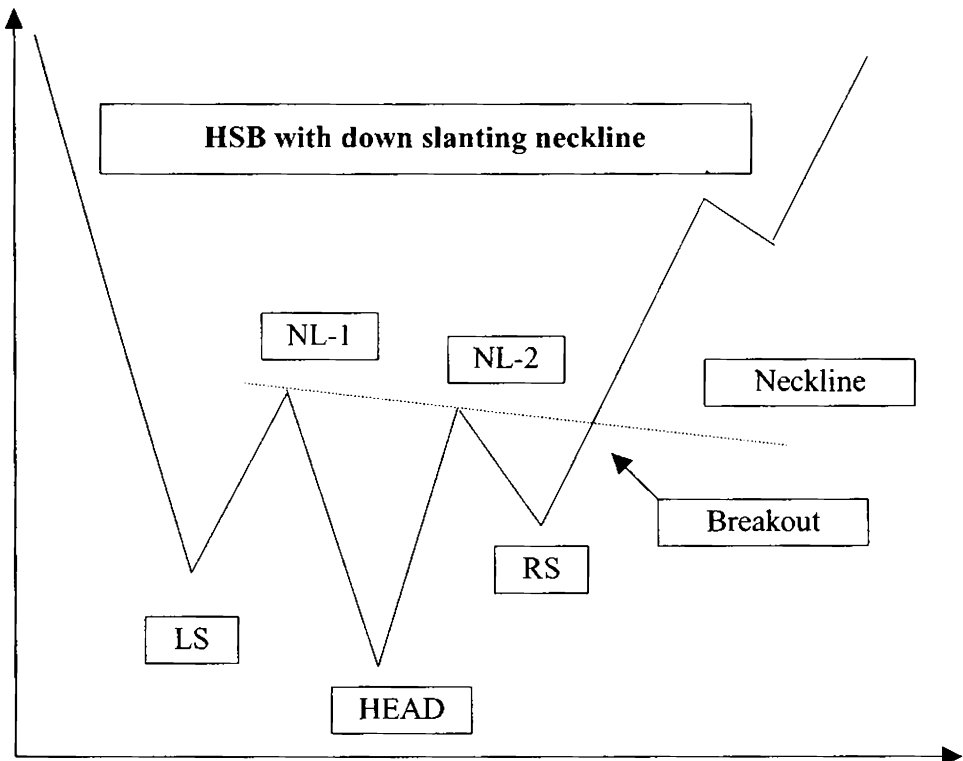 HSB with down slanting neckline
NL-1
NL-2
Neckline
Breakout
RS
LS
HEAD